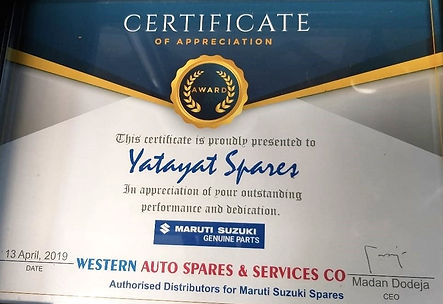 CERTIFICATE
OF APPRECIATION
AWARD
This certificate is proudly presented to
Yatayat Spares
In appreciation of your outstanding
performance and dedication.
MARUTI SUZUKI
GENUINE PARTS
13 April, 2019
DATE
WESTERN AUTO SPARES & SERVICES CO
Authorised Distributors for Maruti Suzuki Spares
Madan Dodeja
CEO